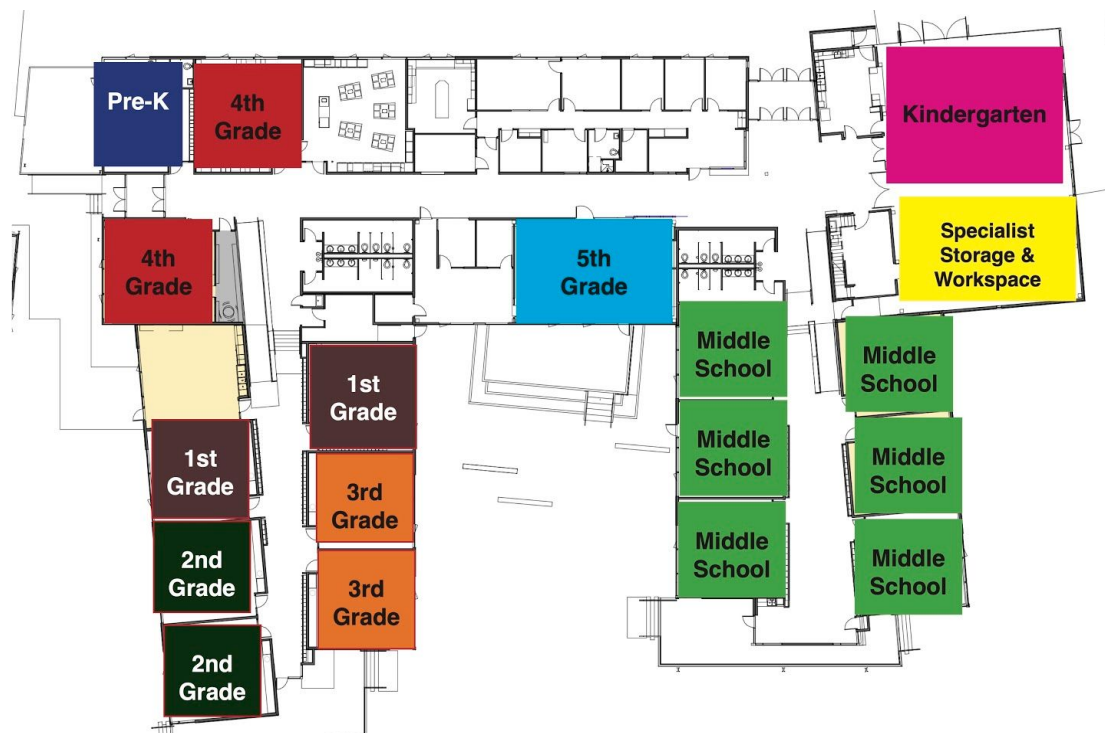 Pre-K
4th
Grade
Kindergarten
4th
Grade
5th
Grade
Specialist
Storage &
Workspace
1st
Grade
Middle
School
Middle
School
1st
Grade
3rd
Grade
Middle
School
Middle
School
2nd
Grade
3rd
Grade
Middle
School
Middle
School
2nd
Grade